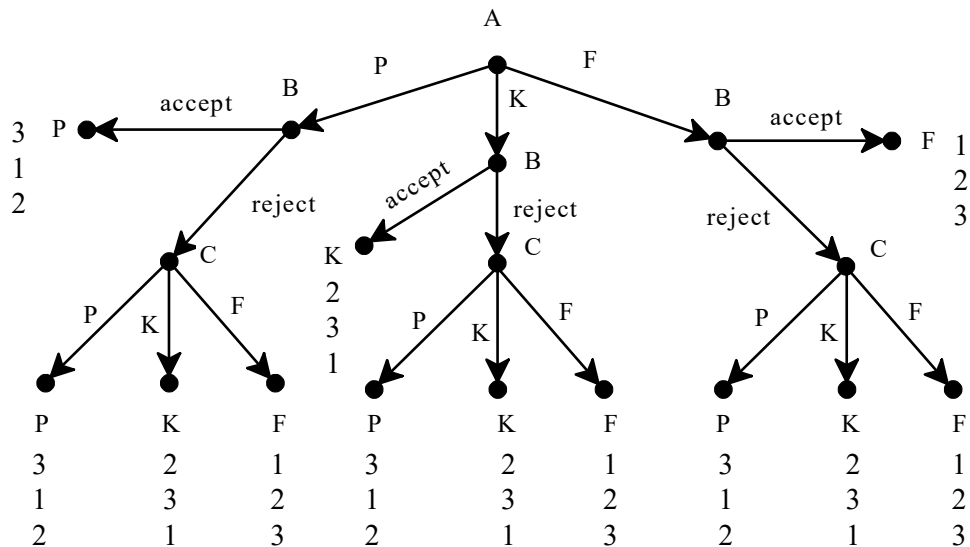 A
P
F
K
B
B
accept
accept
3 P
1
2
F 1
2
3
B
accept
reject
reject
reject
K
2
3
1
C
C
C
P K F
P K F
P K F
P K F P K F P K F
3 2 1 3 2 1 3 2 1
1 3 2 1 3 2 1 3 2
2 1 3 2 1 3 2 1 3